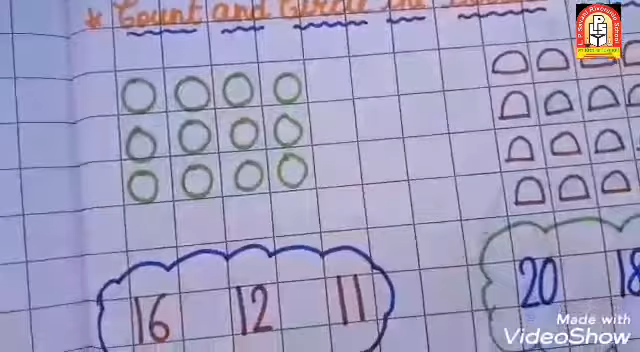 * Count and Circle the
16 12 11
20 18
Made with
VideoShow